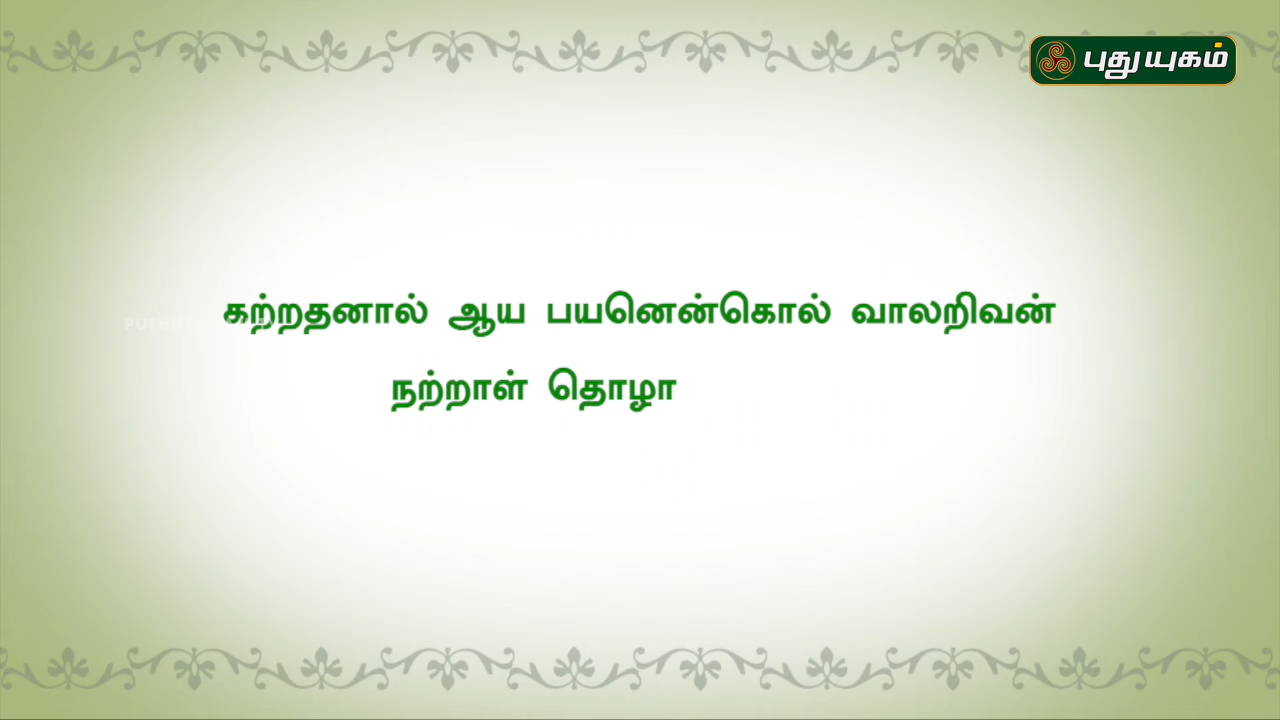 புதுயுகம்
கற்றதனால் ஆய பயனென்கொல் வாலறிவன்
நற்றாள் தொழா